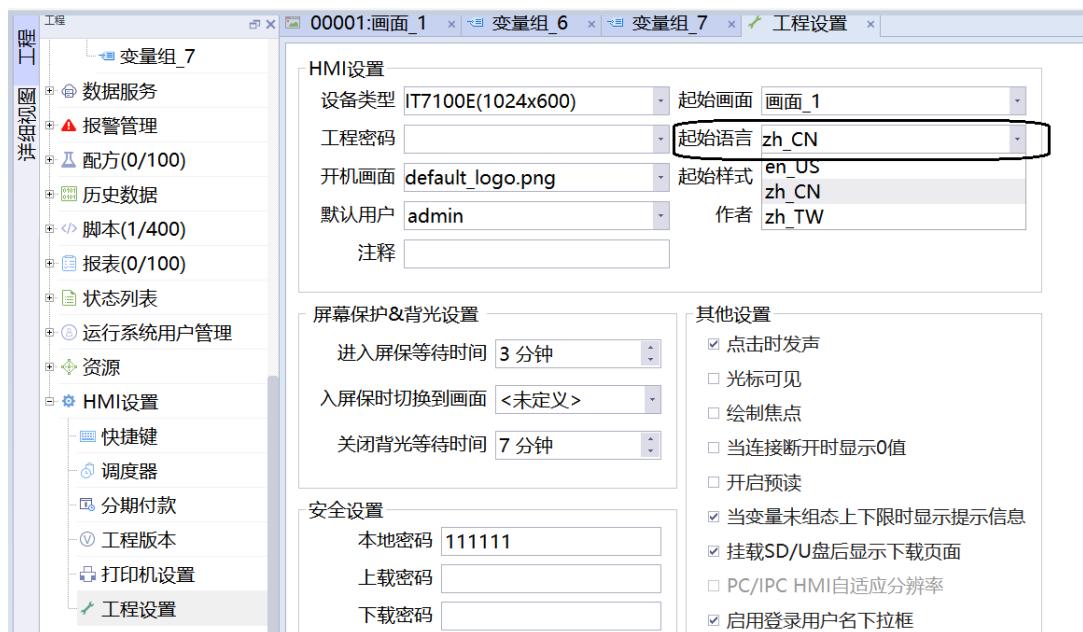 工程
详细视图
工程
变量组_7
数据服务
报警管理
配方(0/100)
历史数据
脚本(1/400)
报表(0/100)
状态列表
运行系统用户管理
资源
HMI设置
快捷键
调度器
分期付款
工程版本
打印机设置
工程设置
00001:画面_1 × 变量组_6 × 变量组_7 × 工程设置 ×
HMI设置
设备类型 IT7100E(1024x600) 起始画面 画面_1
工程密码 起始语言 zh_CN
en_US
开机画面 default_logo.png 起始样式 zh_CN
默认用户 admin 作者 zh_TW
注释
屏幕保护&背光设置
进入屏保等待时间 3 分钟
入屏保时切换到画面 <未定义>
关闭背光等待时间 7 分钟
安全设置
本地密码 111111
上载密码
下载密码
其他设置
点击时发声
光标可见
绘制焦点
当连接断开时显示0值
开启预读
当变量未组态上下限时显示提示信息
挂载SD/U盘后显示下载页面
PC/IPC HMI自适应分辨率
启用登录用户名下拉框